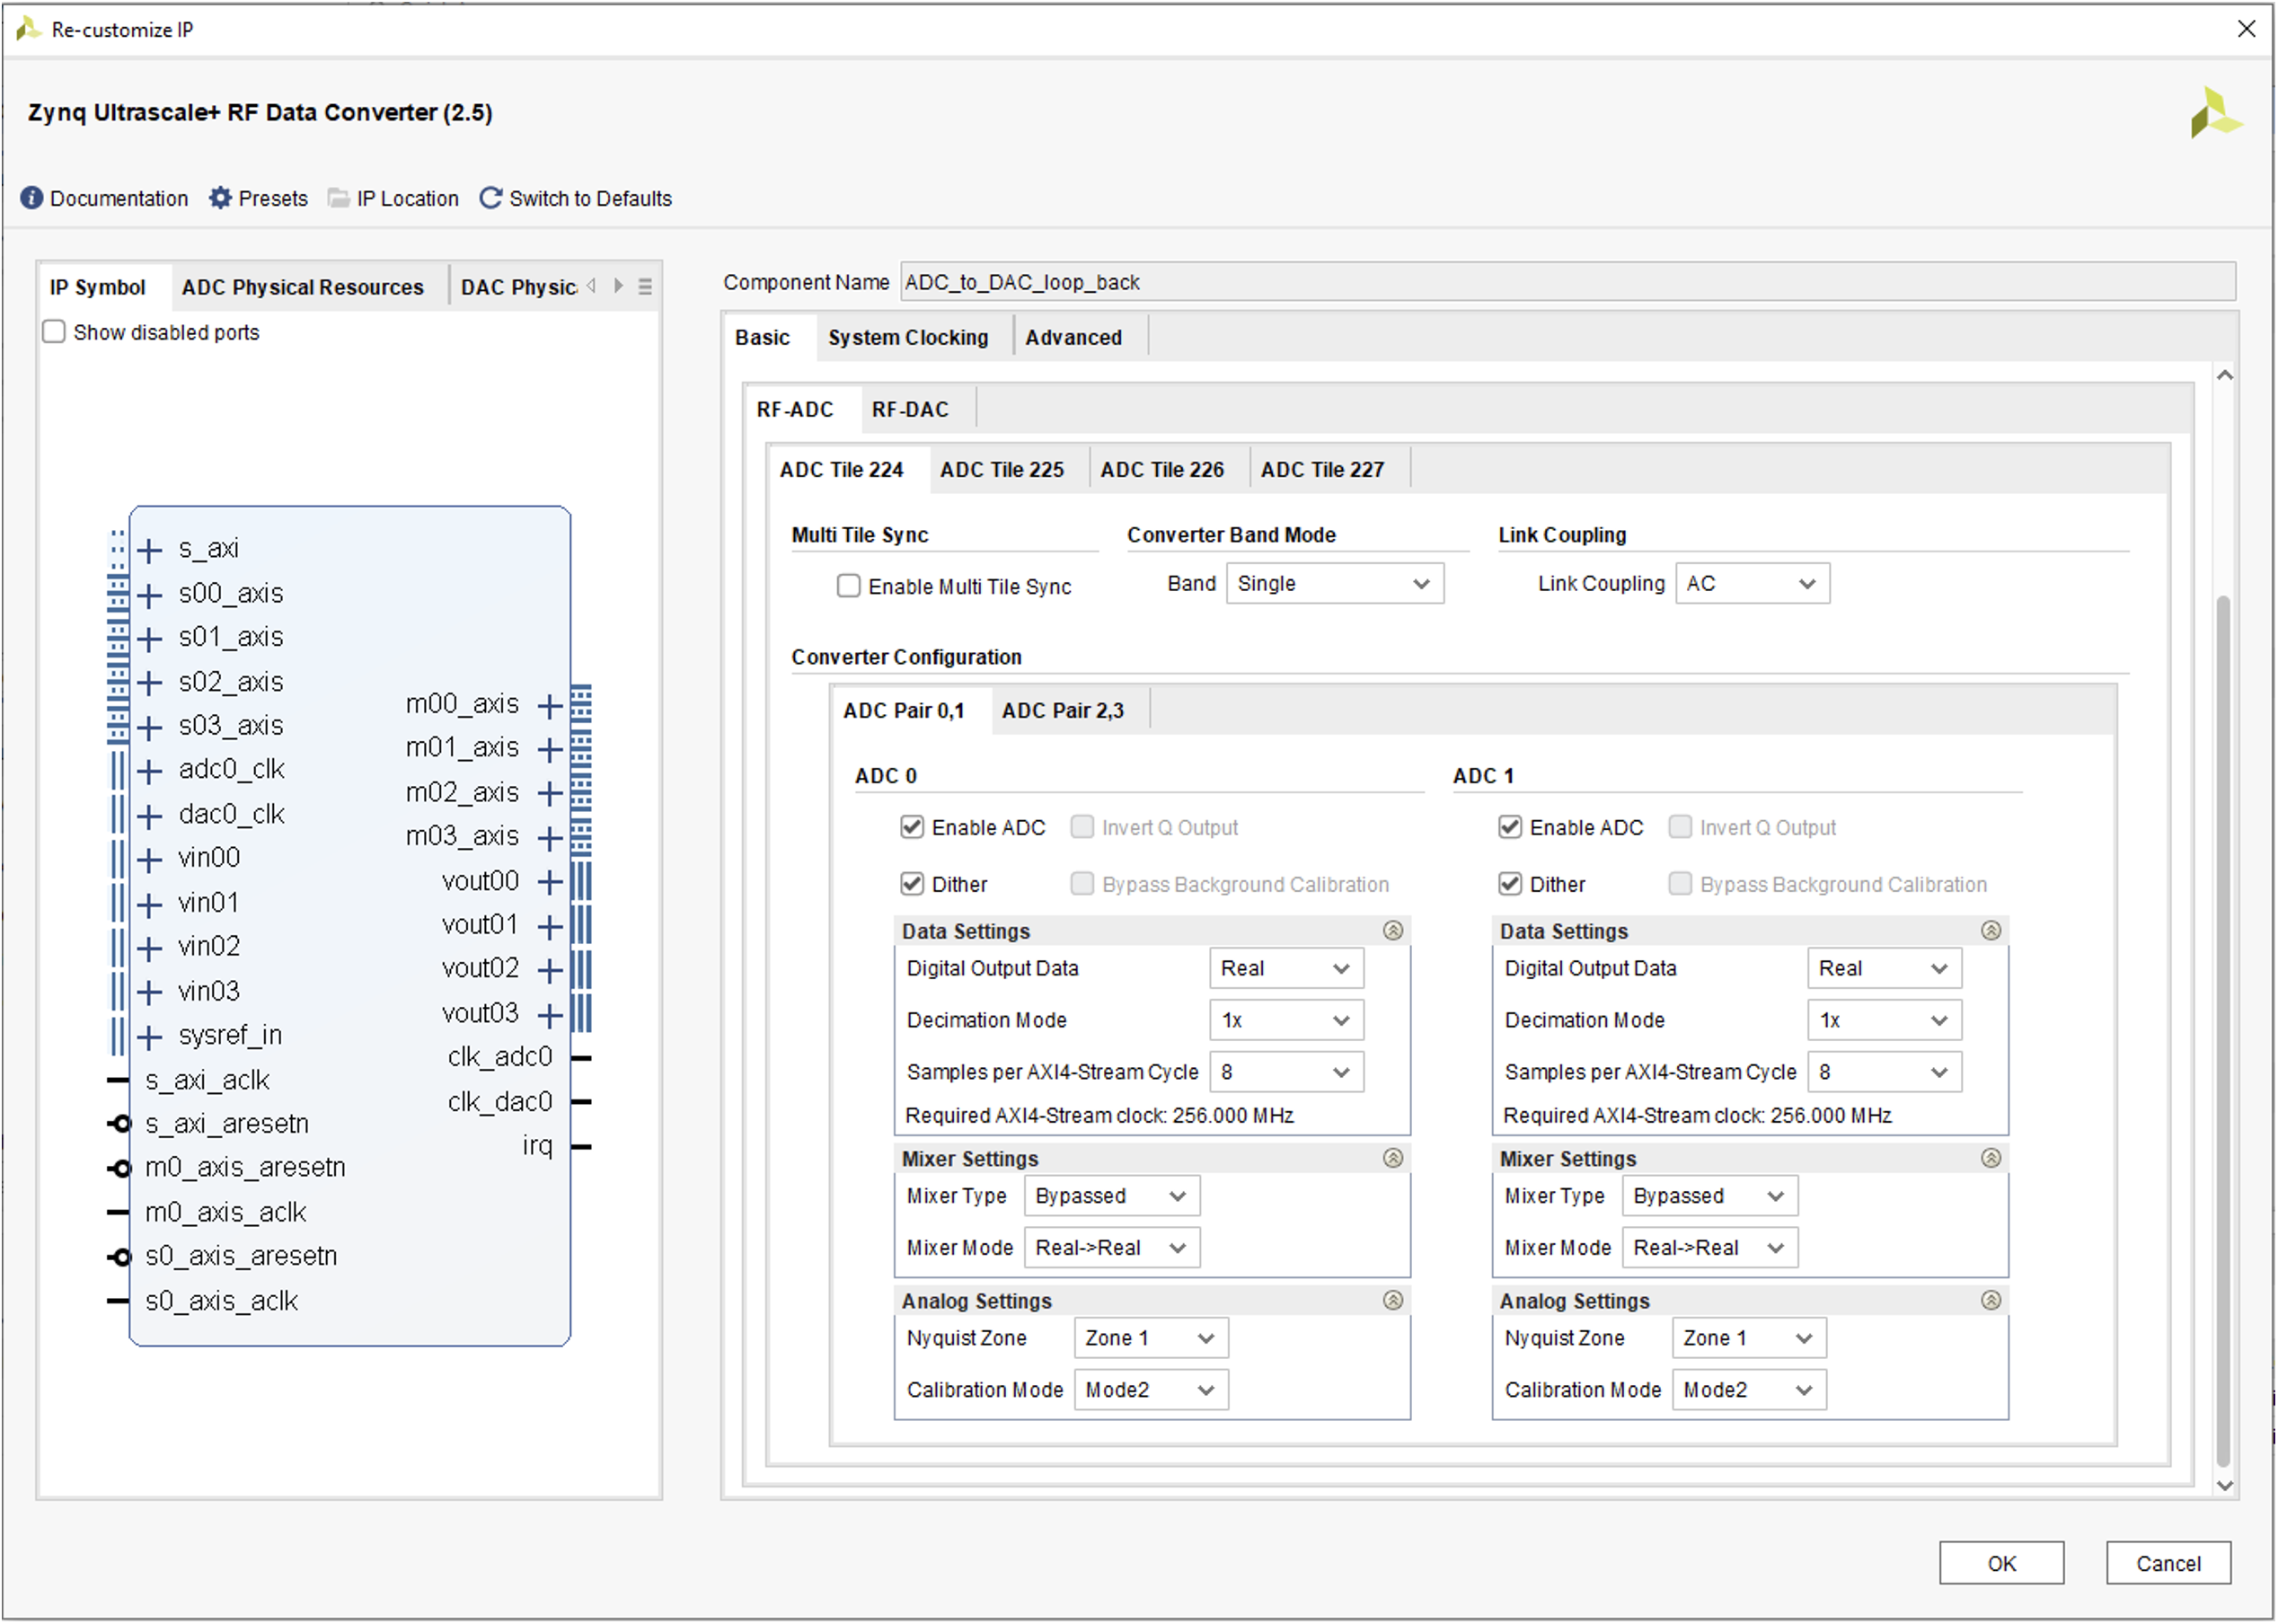 Re-customize IP
Zynq Ultrascale+ RF Data Converter (2.5)
Documentation Presets IP Location Switch to Defaults
IP Symbol ADC Physical Resources DAC Physic
Show disabled ports
s_axi
s00_axis
s01_axis
s02_axis
s03_axis
adc0_clk
dac0_clk
vin00
vin01
vin02
vin03
sysref_in
s_axi_aclk
s_axi_aresetn
m0_axis_aresetn
m0_axis_aclk
s0_axis_aresetn
s0_axis_aclk
m00_axis
m01_axis
m02_axis
m03_axis
vout00
vout01
vout02
vout03
clk_adc0
clk_dac0
irq
Component Name ADC_to_DAC_loop_back
Basic System Clocking Advanced
RF-ADC RF-DAC
ADC Tile 224 ADC Tile 225 ADC Tile 226 ADC Tile 227
Multi Tile Sync Converter Band Mode Link Coupling
Enable Multi Tile Sync Band Single Link Coupling AC
Converter Configuration
ADC Pair 0,1 ADC Pair 2,3
ADC 0
Enable ADC Invert Q Output
Dither Bypass Background Calibration
Data Settings
Digital Output Data Real
Decimation Mode 1x
Samples per AXI4-Stream Cycle 8
Required AXI4-Stream clock: 256.000 MHz
Mixer Settings
Mixer Type Bypassed
Mixer Mode Real->Real
Analog Settings
Nyquist Zone Zone 1
Calibration Mode Mode2
ADC 1
Enable ADC Invert Q Output
Dither Bypass Background Calibration
Data Settings
Digital Output Data Real
Decimation Mode 1x
Samples per AXI4-Stream Cycle 8
Required AXI4-Stream clock: 256.000 MHz
Mixer Settings
Mixer Type Bypassed
Mixer Mode Real->Real
Analog Settings
Nyquist Zone Zone 1
Calibration Mode Mode2
OK Cancel